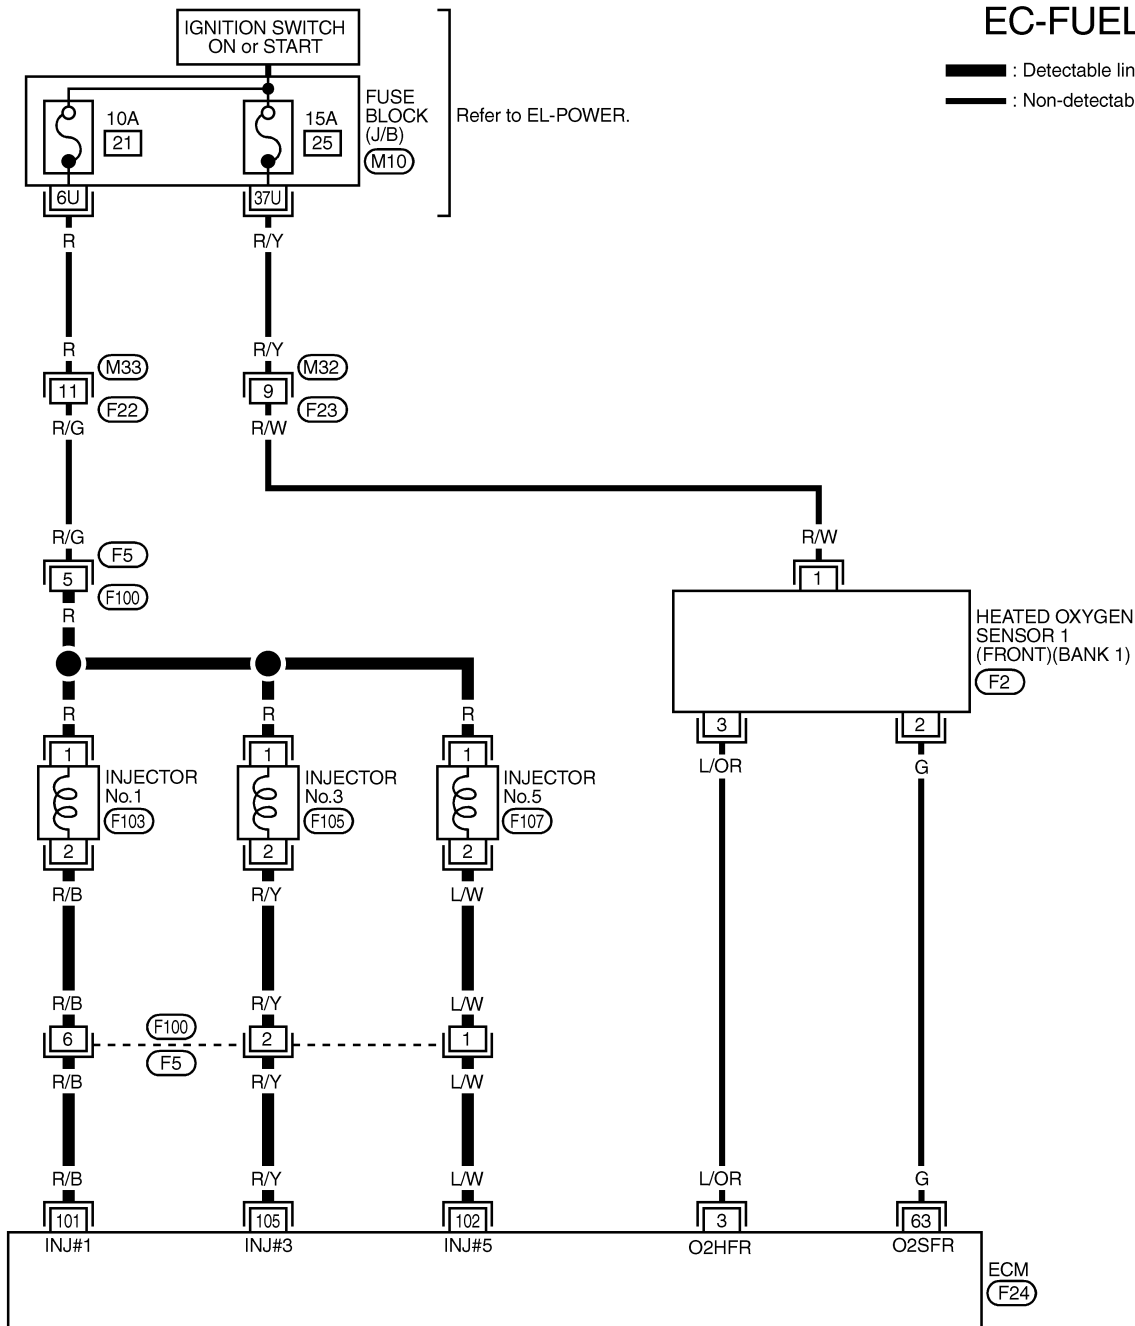 EC-FUEL
: Detectable lin
: Non-detectab
IGNITION SWITCH
ON or START
FUSE
BLOCK
(J/B)
M10
Refer to EL-POWER.
10A
21
15A
25
6U
37U
R
R/Y
R
R/Y
M33
M32
11
9
F22
F23
R/G
R/W
R/G
R/W
F5
5
1
F100
R
HEATED OXYGEN
SENSOR 1
(FRONT)(BANK 1)
F2
R
R
R
3
2
1
1
1
L/OR
G
INJECTOR
No.1
F103
INJECTOR
No.3
F105
INJECTOR
No.5
F107
2
2
2
R/B
R/Y
L/W
R/B
R/Y
L/W
6
F100
2
1
F5
R/B
R/Y
L/W
R/B
R/Y
L/W
L/OR
G
101
105
102
3
63
INJ#1
INJ#3
INJ#5
O2HFR
O2SFR
ECM
F24